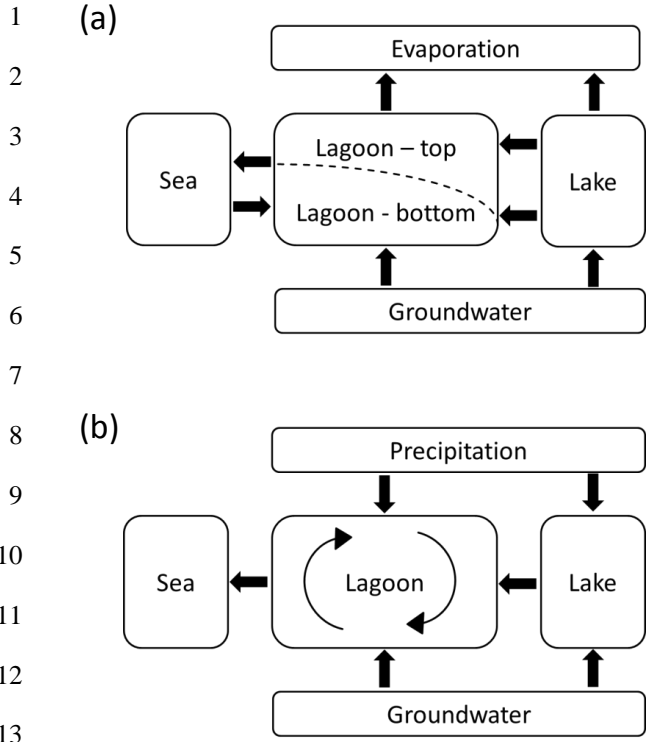 1
(a)
Evaporation
2
3
Lagoon – top
Sea
Lake
4
Lagoon - bottom
5
Groundwater
6
7
(b)
8
Precipitation
9
10
Sea
Lagoon
Lake
11
12
Groundwater
13